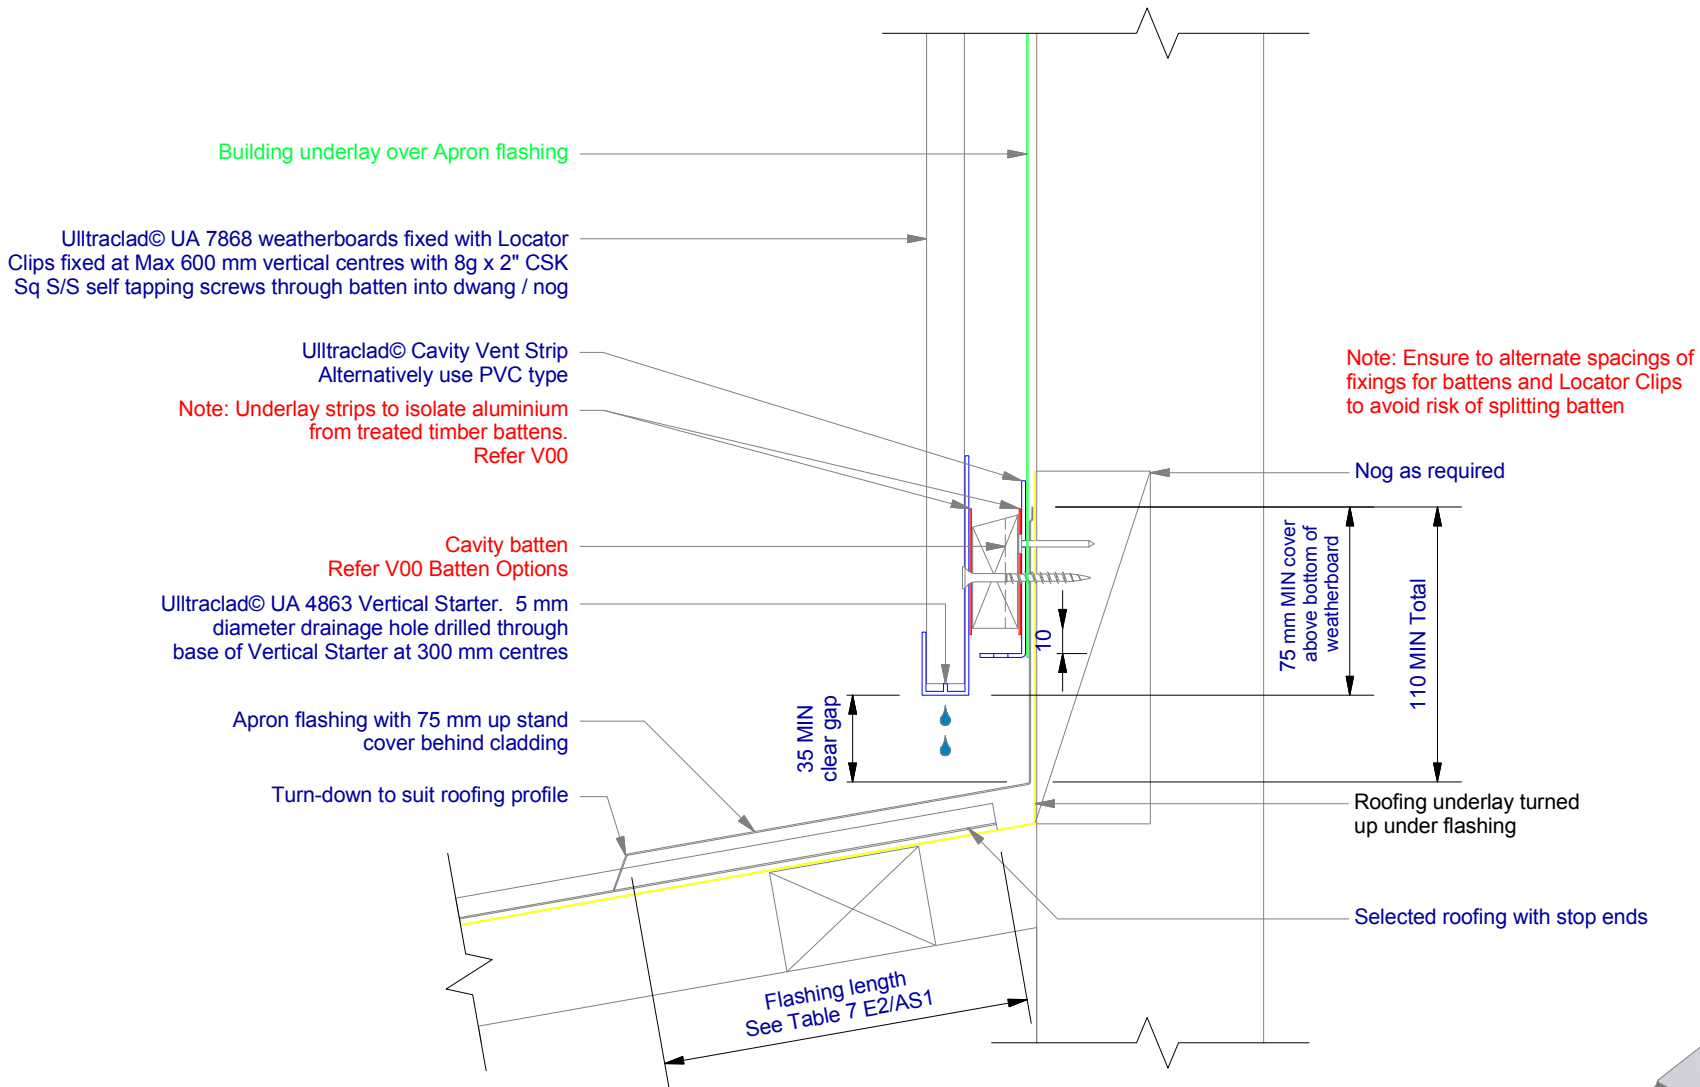 Building underlay over Apron flashing
Ulltraclad© UA 7868 weatherboards fixed with Locator
Clips fixed at Max 600 mm vertical centres with 8g x 2" CSK
Sq S/S self tapping screws through batten into dwang / nog
Ulltraclad© Cavity Vent Strip
Alternatively use PVC type
Note: Underlay strips to isolate aluminium
from treated timber battens.
Refer V00
Cavity batten
Refer V00 Batten Options
Ulltraclad© UA 4863 Vertical Starter. 5 mm
diameter drainage hole drilled through
base of Vertical Starter at 300 mm centres
Apron flashing with 75 mm up stand
cover behind cladding
Turn-down to suit roofing profile
35 MIN
clear gap
10
Flashing length
See Table 7 E2/AS1
Note: Ensure to alternate spacings of
fixings for battens and Locator Clips
to avoid risk of splitting batten
Nog as required
75 mm MIN cover
above bottom of
weatherboard
110 MIN Total
Roofing underlay turned
up under flashing
Selected roofing with stop ends